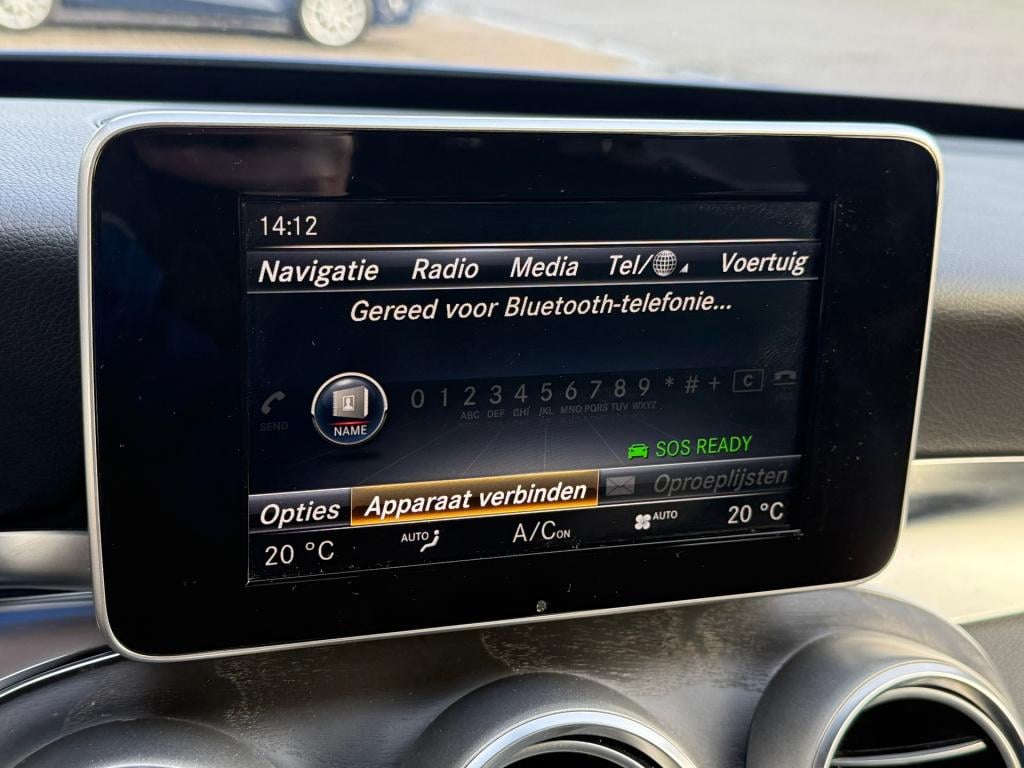 14:12
Navigatie Radio Media Tel/ Voertuig
Gereed voor Bluetooth-telefonie...
SEND NAME 0 1 2 3 4 5 6 7 8 9 * # + C
ABC DEF GHI JKL MNO PQRS TUV WXYZ
SOS READY
Opties Apparaat verbinden Oproeplijsten
20 °C AUTO A/C ON AUTO 20 °C